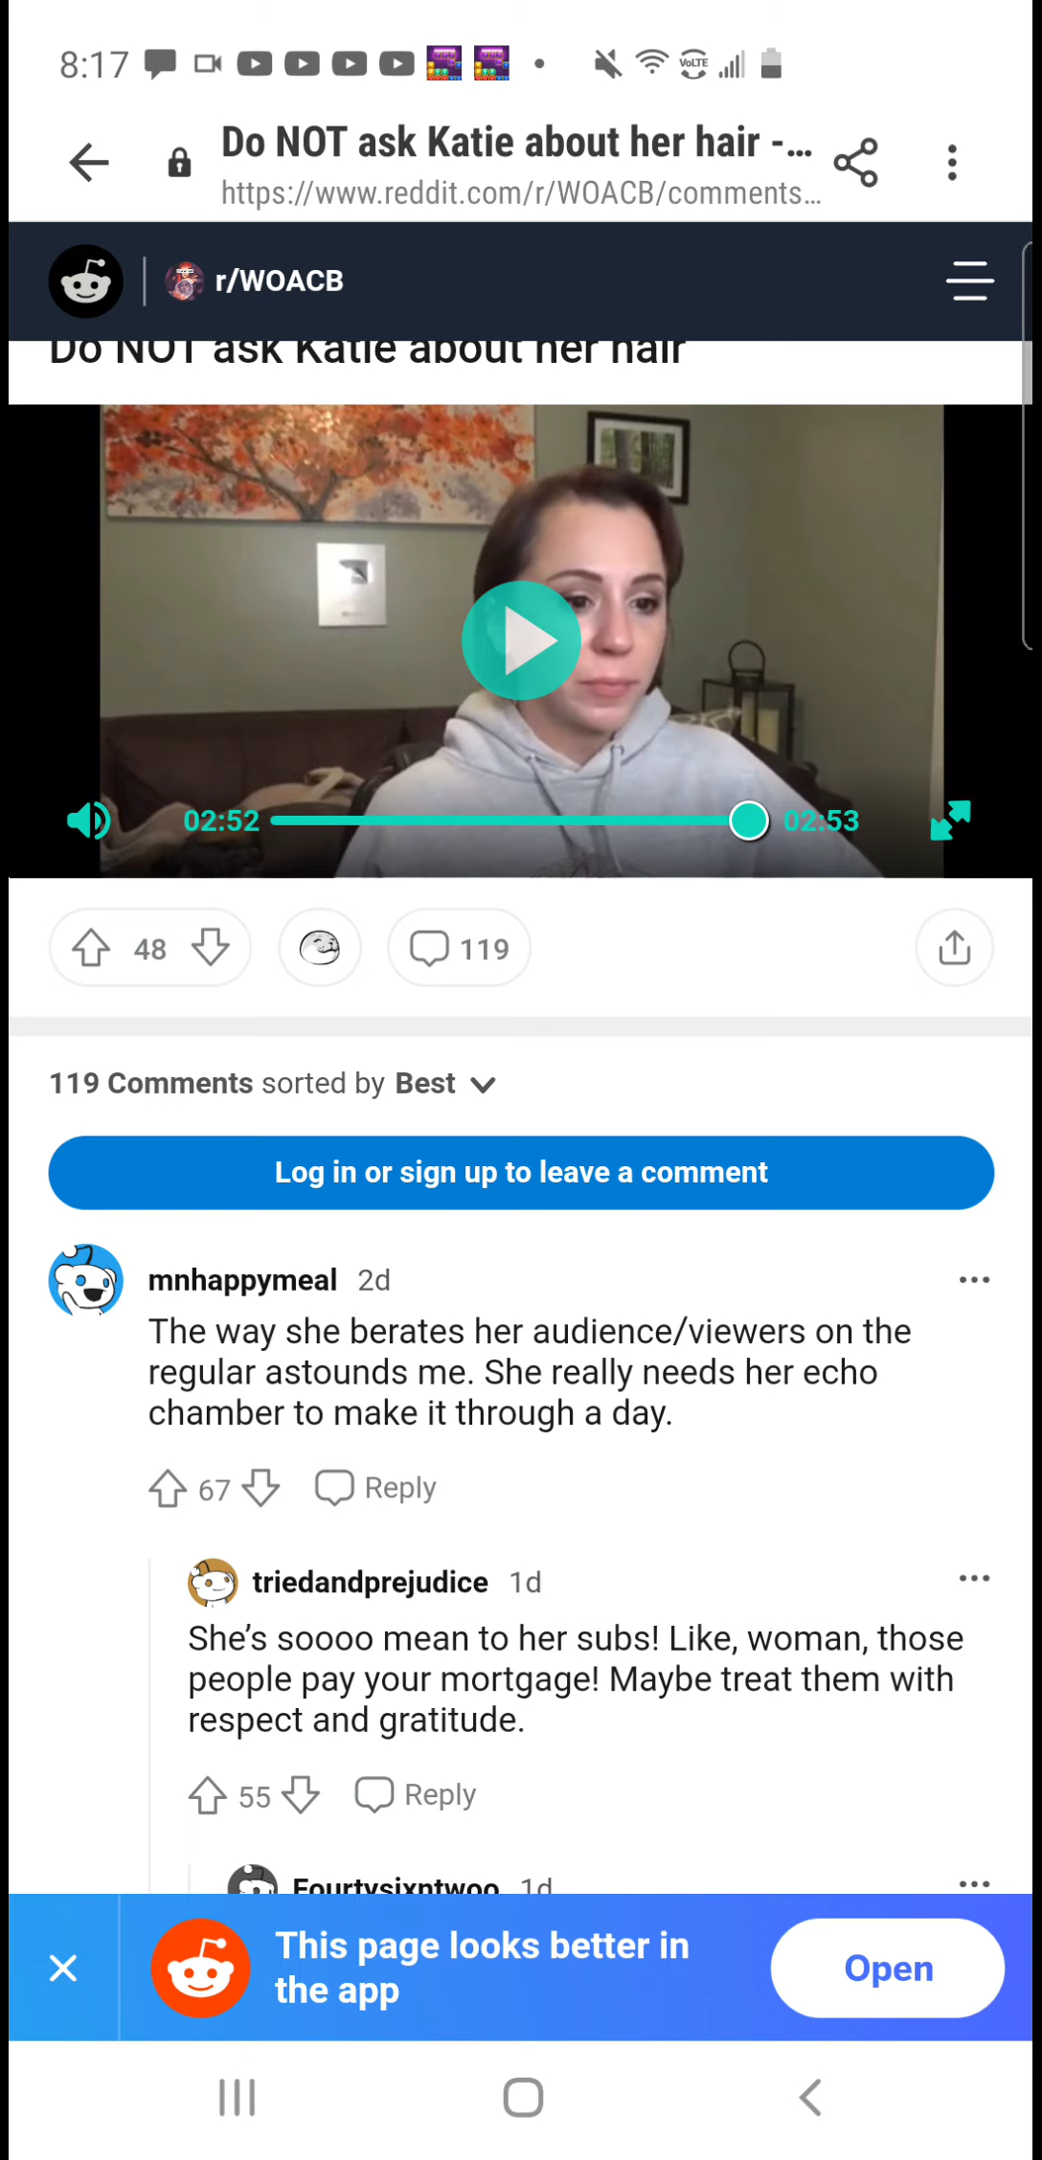 8:17
VoLTE
Do NOT ask Katie about her hair -...
https://www.reddit.com/r/WOACB/comments...
r/WOACB
Do NOT ask Katie about her hair
02:52
02:53
48
119
119 Comments sorted by Best
Log in or sign up to leave a comment
mnhappymeal 2d
The way she berates her audience/viewers on the
regular astounds me. She really needs her echo
chamber to make it through a day.
67 Reply
triedandprejudice 1d
She’s soooo mean to her subs! Like, woman, those
people pay your mortgage! Maybe treat them with
respect and gratitude.
55 Reply
Fourtysixntwoo 1d
This page looks better in
the app
Open